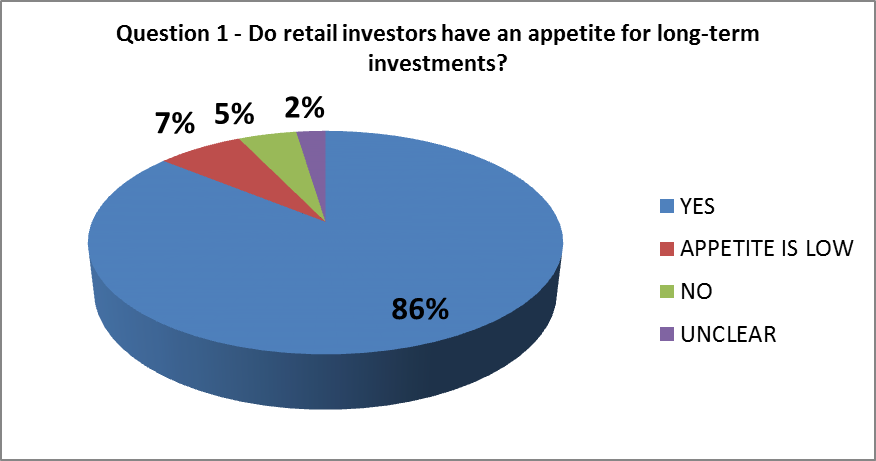 Question 1 - Do retail investors have an appetite for long-term
investments?
7%
5%
2%
86%
YES
APPETITE IS LOW
NO
UNCLEAR